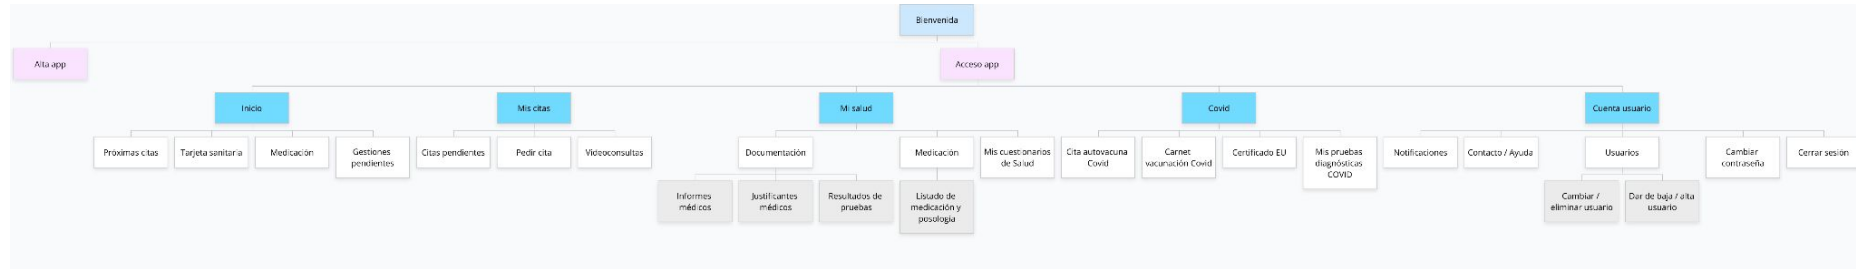 Bienvenida
Alta app
Acceso app
Inicio
Mis citas
Mi salud
Covid
Cuenta usuario
Próximas citas
Tarjeta sanitaria
Medicación
Gestiones
pendientes
Citas pendientes
Pedir cita
Videoconsultas
Documentación
Medicación
Mis cuestionarios
de Salud
Cita autovacuna
Covid
Carnet
vacunación Covid
Certificado EU
Mis pruebas
diagnósticas
COVID
Notificaciones
Contacto / Ayuda
Usuarios
Cambiar
contraseña
Cerrar sesión
Informes
médicos
Justificantes
médicos
Resultados de
pruebas
Listado de
medicación y
posología
Cambiar /
eliminar usuario
Dar de baja / alta
usuario